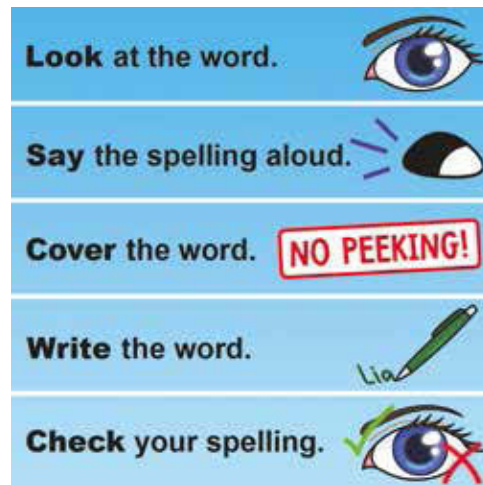 Look at the word.
Say the spelling aloud.
Cover the word. NO PEEKING!
Write the word.
Lia
Check your spelling.